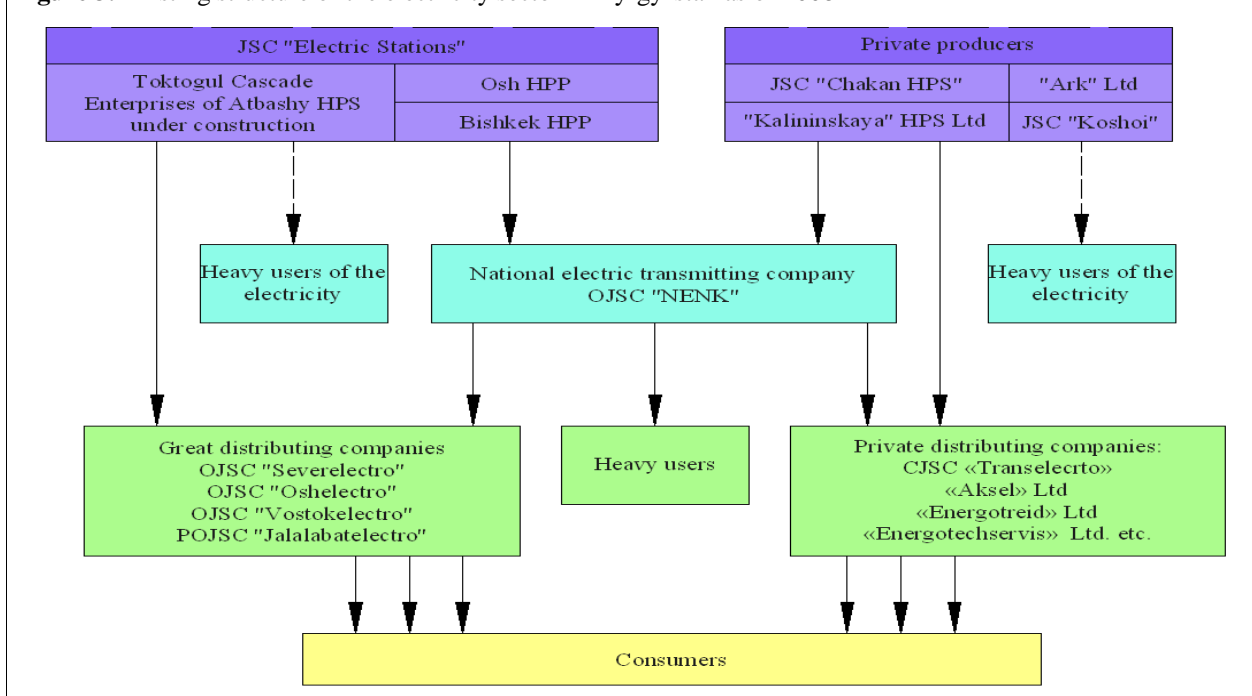 JSC "Electric Stations"
Toktogul Cascade
Enterprises of Atbashy HPS
under construction
Osh HPP
Bishkek HPP
Private producers
JSC "Chakan HPS"
"Ark" Ltd
"Kalininskaya" HPS Ltd
JSC "Koshoi"
Heavy users of the
electricity
National electric transmitting company
OJSC "NENK"
Heavy users of the
electricity
Great distributing companies
OJSC "Severelectro"
OJSC "Oshelectro"
OJSC "Vostokelectro"
POJSC "Jalalabatelectro"
Heavy users
Private distributing companies:
CJSC «Transelecrto»
«Aksel» Ltd
«Energotreid» Ltd
«Energotechservis» Ltd. etc.
Consumers